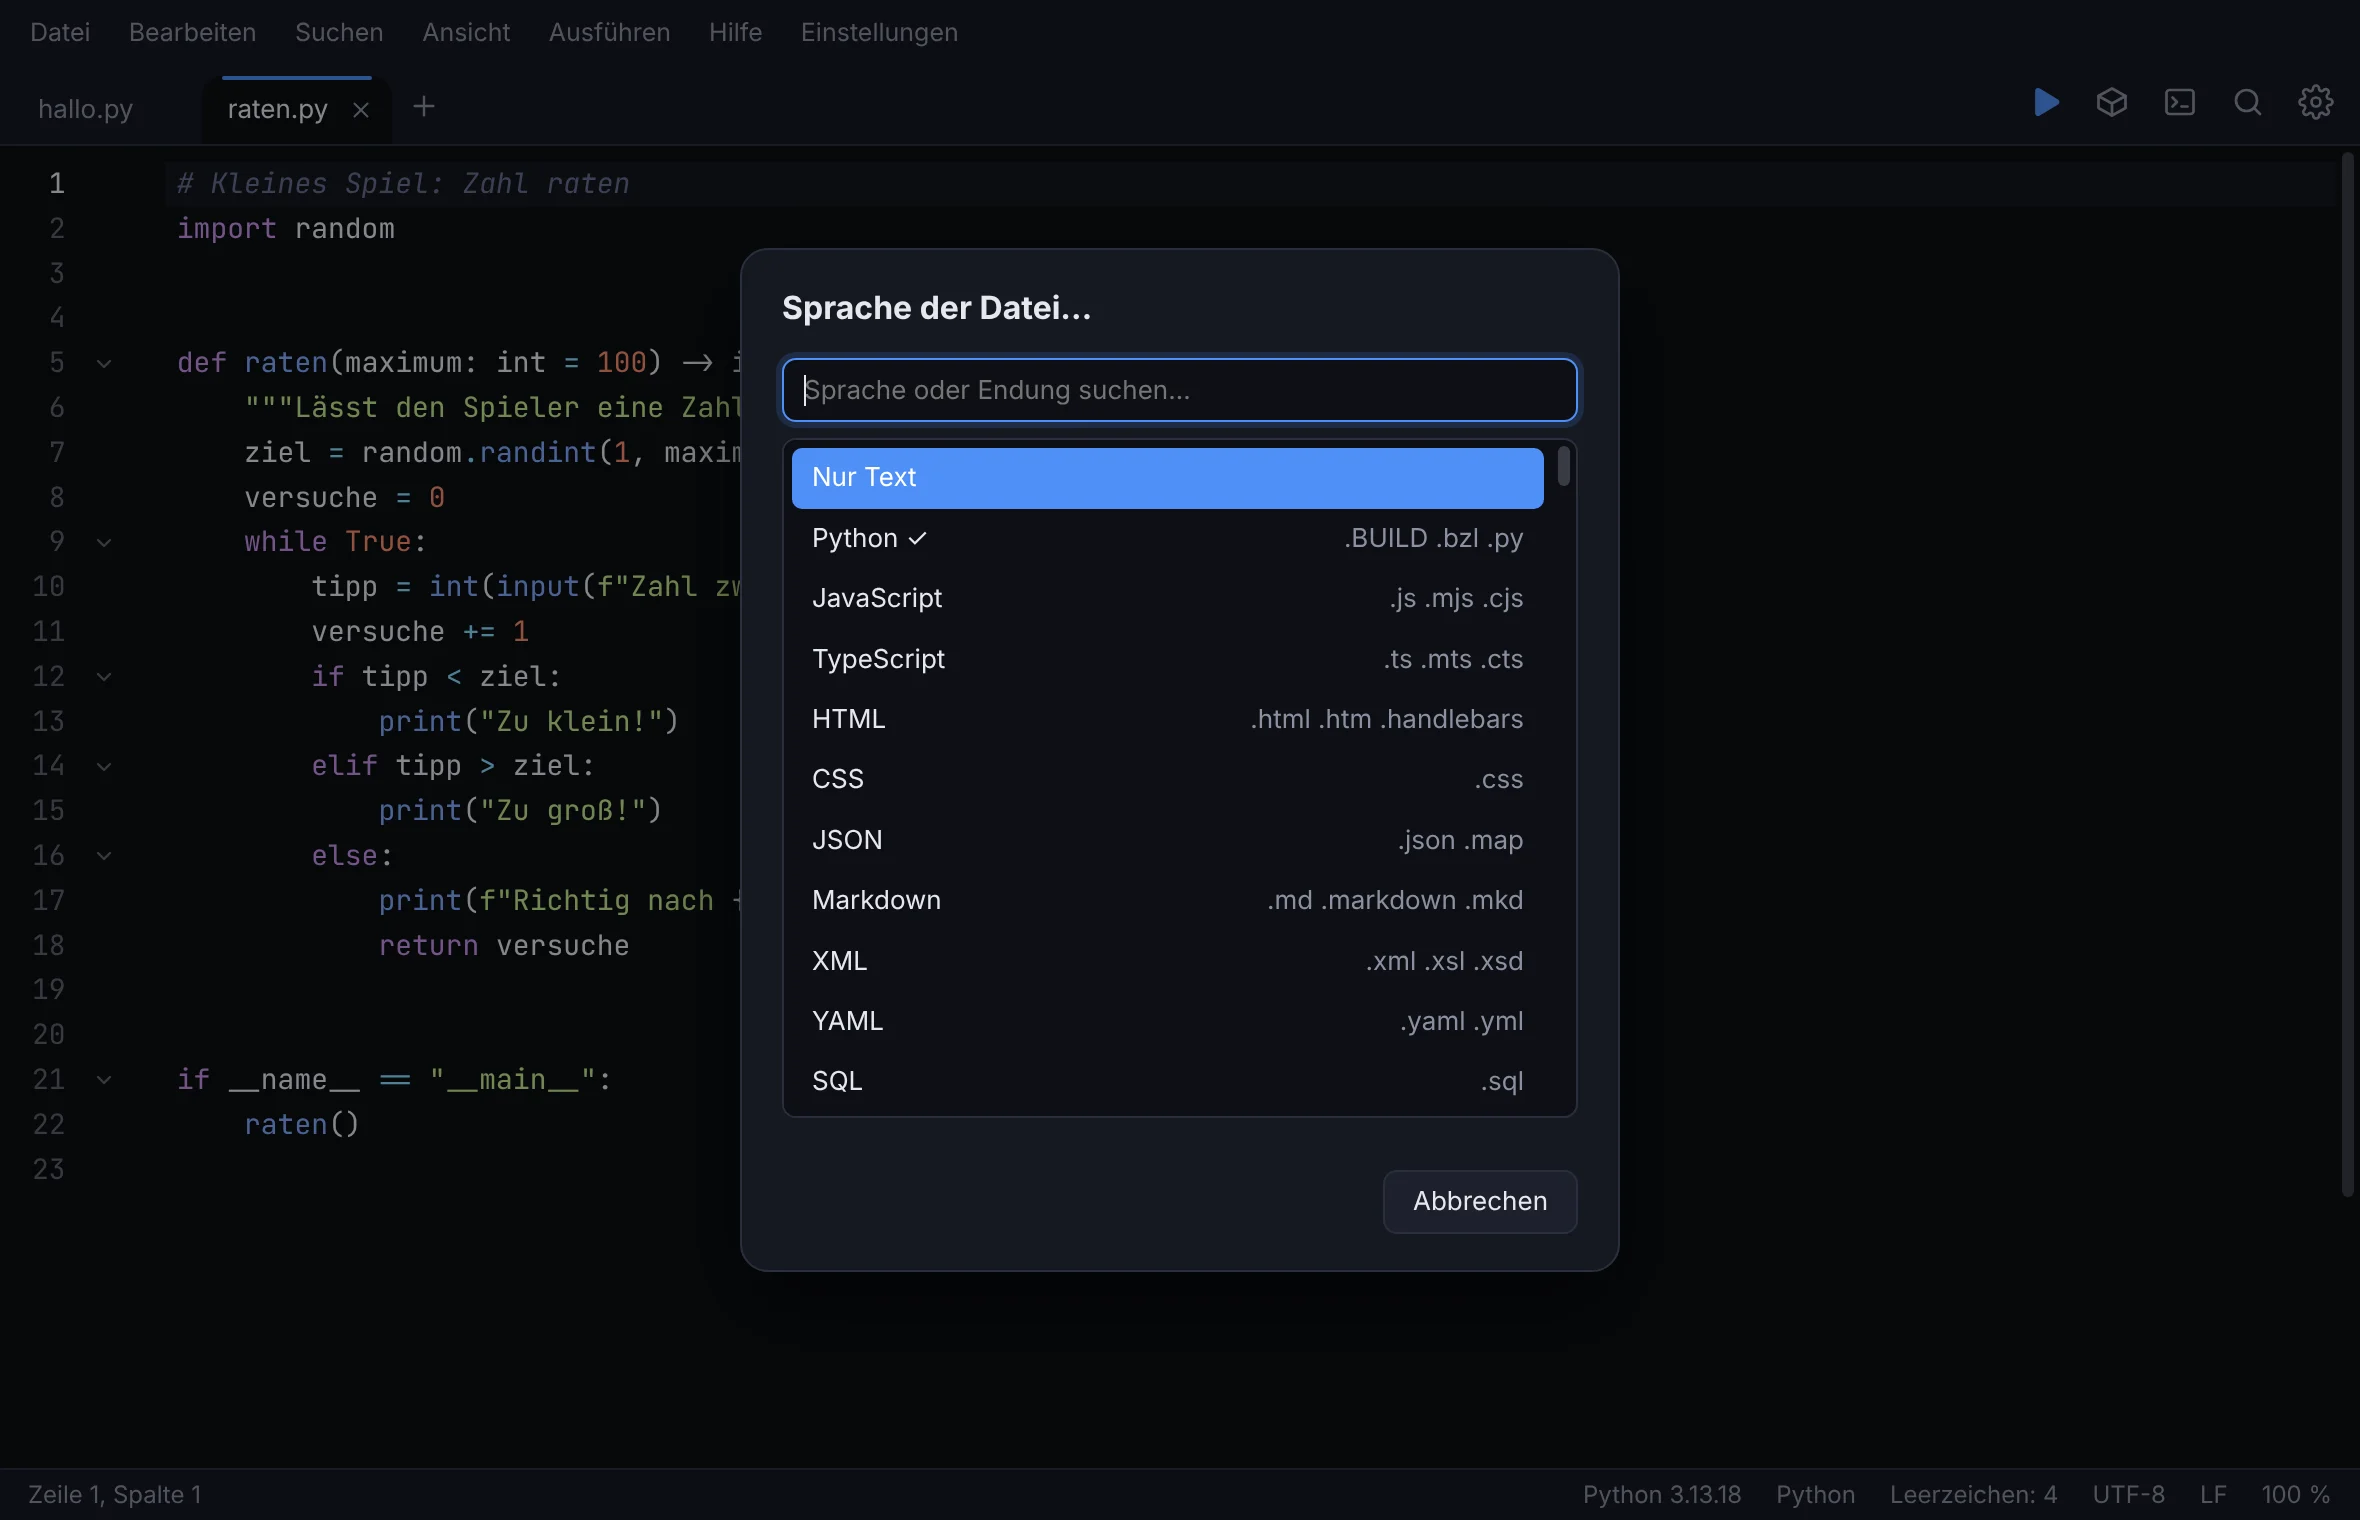 Datei Bearbeiten Suchen Ansicht Ausführen Hilfe Einstellungen
hallo.py raten.py
1 # Kleines Spiel: Zahl raten
2 import random
3
4
5 def raten(maximum: int = 100) -> i
6 """Lässt den Spieler eine Zahl
7 ziel = random.randint(1, maxim
8 versuche = 0
9 while True:
10 tipp = int(input(f"Zahl zw
11 versuche += 1
12 if tipp < ziel:
13 print("Zu klein!")
14 elif tipp > ziel:
15 print("Zu groß!")
16 else:
17 print(f"Richtig nach {
18 return versuche
19
20
21 if __name__ == "__main__":
22 raten()
23
Sprache der Datei…
Sprache oder Endung suchen…
Nur Text
Python ✓ .BUILD .bzl .py
JavaScript .js .mjs .cjs
TypeScript .ts .mts .cts
HTML .html .htm .handlebars
CSS .css
JSON .json .map
Markdown .md .markdown .mkd
XML .xml .xsl .xsd
YAML .yaml .yml
SQL .sql
Abbrechen
Zeile 1, Spalte 1 Python 3.13.18 Python Leerzeichen: 4 UTF-8 LF 100 %